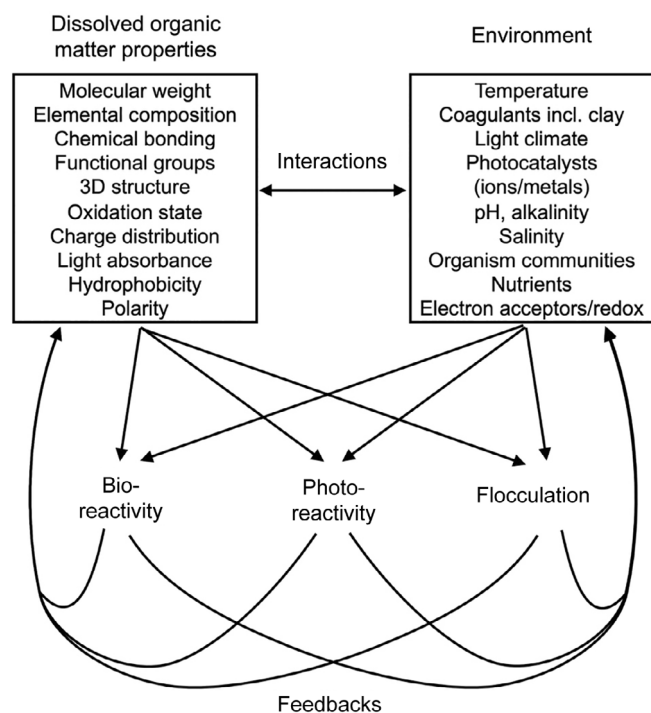 Dissolved organic
matter properties
Environment
Molecular weight
Elemental composition
Chemical bonding
Functional groups
3D structure
Oxidation state
Charge distribution
Light absorbance
Hydrophobicity
Polarity
Interactions
Temperature
Coagulants incl. clay
Light climate
Photocatalysts
(ions/metals)
pH, alkalinity
Salinity
Organism communities
Nutrients
Electron acceptors/redox
Bio-
reactivity
Photo-
reactivity
Flocculation
Feedbacks